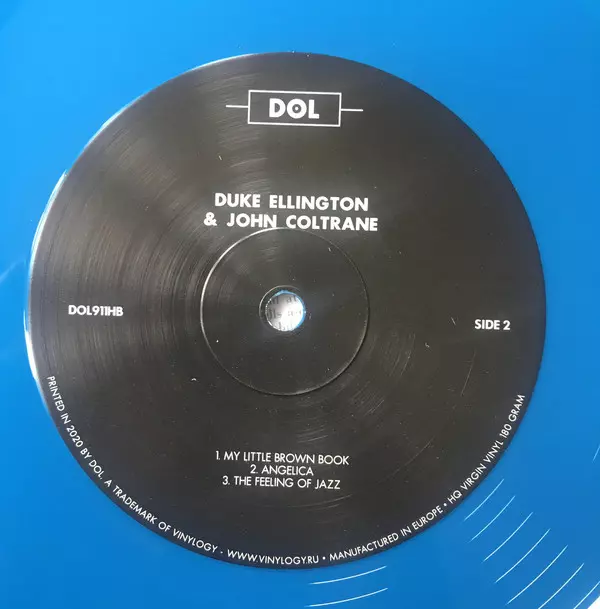 DOL
DUKE ELLINGTON
& JOHN COLTRANE
DOL911HB
SIDE 2
1. MY LITTLE BROWN BOOK
2. ANGELICA
3. THE FEELING OF JAZZ
PRINTED IN 2020 BY DOL. A TRADEMARK OF VINYLOGY - WWW.VINYLOGY.RU • MANUFACTURED IN EUROPE • HQ VIRGIN VINYL 180 GRAM